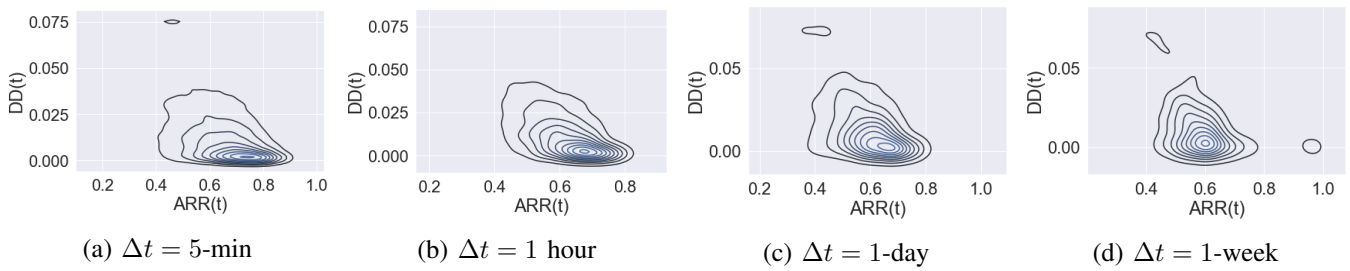 DD(t)
0.075
0.050
0.025
0.000
0.2 0.4 0.6 0.8 1.0
ARR(t)
(a) Δt = 5-min
DD(t)
0.075
0.050
0.025
0.000
0.2 0.4 0.6 0.8
ARR(t)
(b) Δt = 1 hour
DD(t)
0.05
0.00
0.2 0.4 0.6 0.8 1.0
ARR(t)
(c) Δt = 1-day
DD(t)
0.05
0.00
0.4 0.6 0.8 1.0
ARR(t)
(d) Δt = 1-week